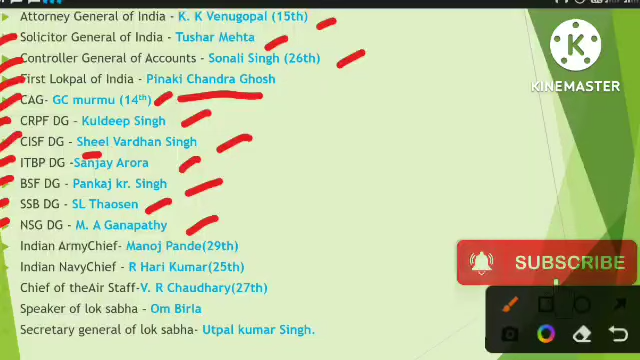 Attorney General of India - K. K Venugopal (15th)
Solicitor General of India - Tushar Mehta
Controller General of Accounts - Sonali Singh (26th)
First Lokpal of India - Pinaki Chandra Ghosh
CAG- GC murmu (14th)
CRPF DG - Kuldeep Singh
CISF DG - Sheel Vardhan Singh
ITBP DG -Sanjay Arora
BSF DG - Pankaj kr. Singh
SSB DG - SL Thaosen
NSG DG - M. A Ganapathy
Indian ArmyChief- Manoj Pande(29th)
Indian NavyChief - R Hari Kumar(25th)
Chief of theAir Staff-V. R Chaudhary(27th)
Speaker of lok sabha - Om Birla
Secretary general of lok sabha- Utpal kumar Singh.
K
KINEMASTER
SUBSCRIBE